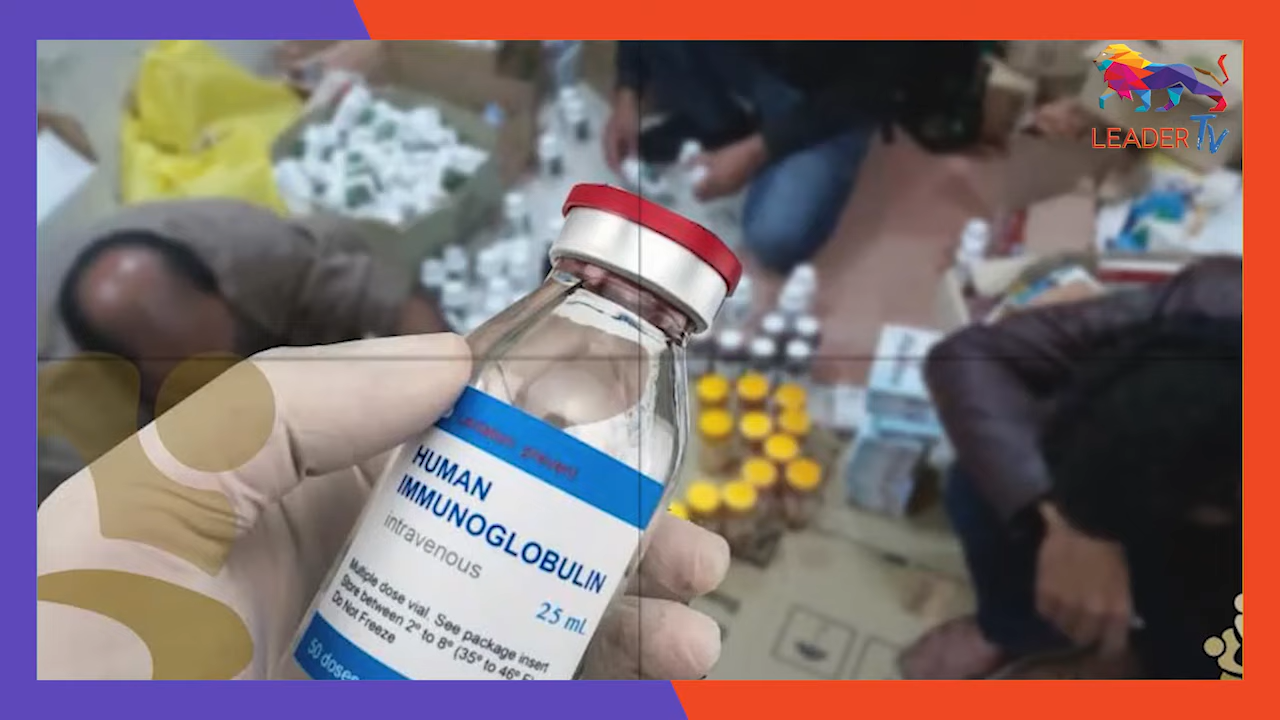 LEADER TV
HUMAN
IMMUNOGLOBULIN
intravenous
25 mL
Multiple dose vial. See package insert
Store between 2° to 8° (35° to 46°
Do Not Freeze
50 doses